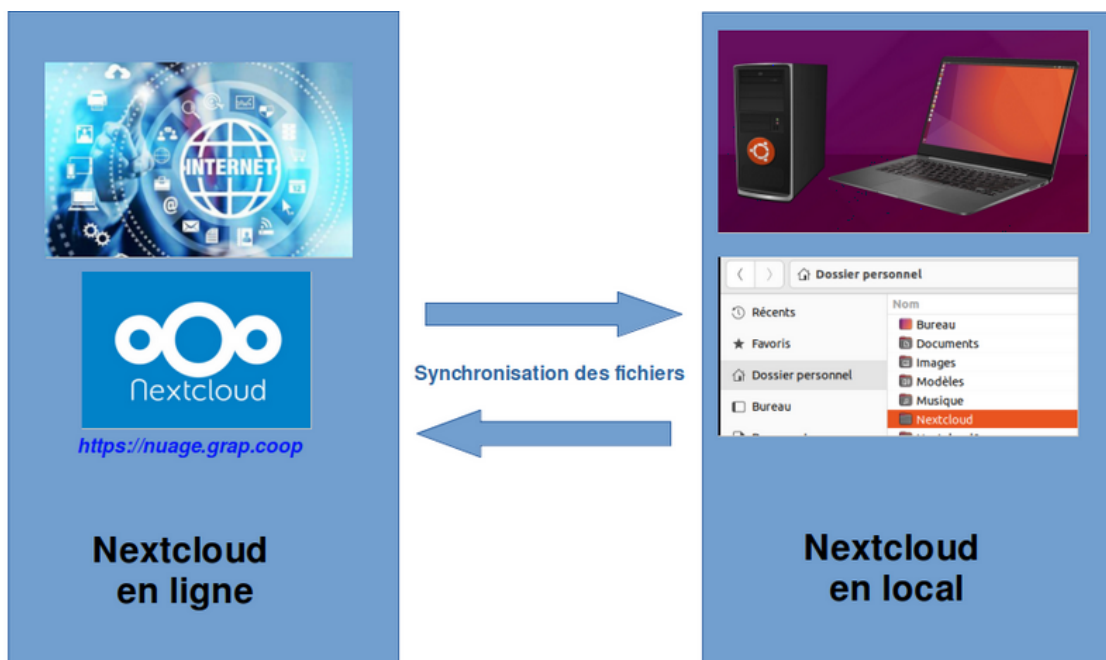 INTERNET
Nextcloud
https://nuage.grap.coop
Nextcloud
en ligne
Synchronisation des fichiers
Dossier personnel
Récents
Favoris
Dossier personnel
Bureau
Nom
Bureau
Documents
Images
Modèles
Musique
Nextcloud
Nextcloud
en local